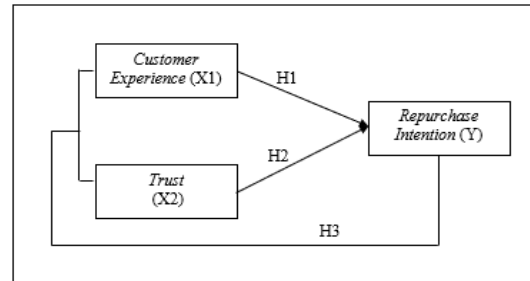 Customer
Experience (X1)
H1
Repurchase
Intention (Y)
H2
Trust
(X2)
H3